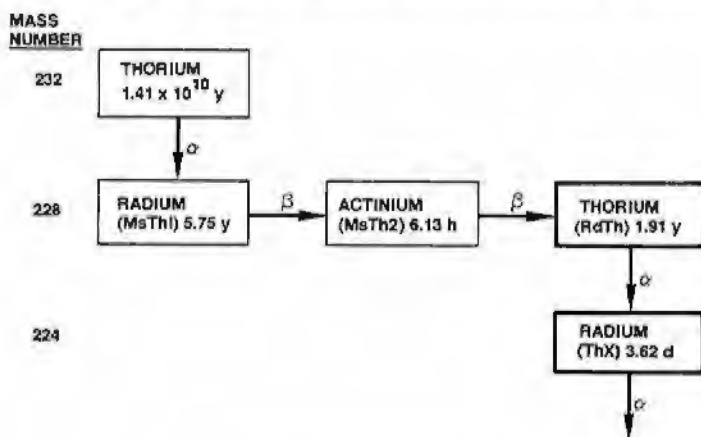 MASS
NUMBER
232
THORIUM
1.41 x 10^10 y
α
228
RADIUM
(MsThI) 5.75 y
β
ACTINIUM
(MsTh2) 6.13 h
β
THORIUM
(RdTh) 1.91 y
α
224
RADIUM
(ThX) 3.62 d
α